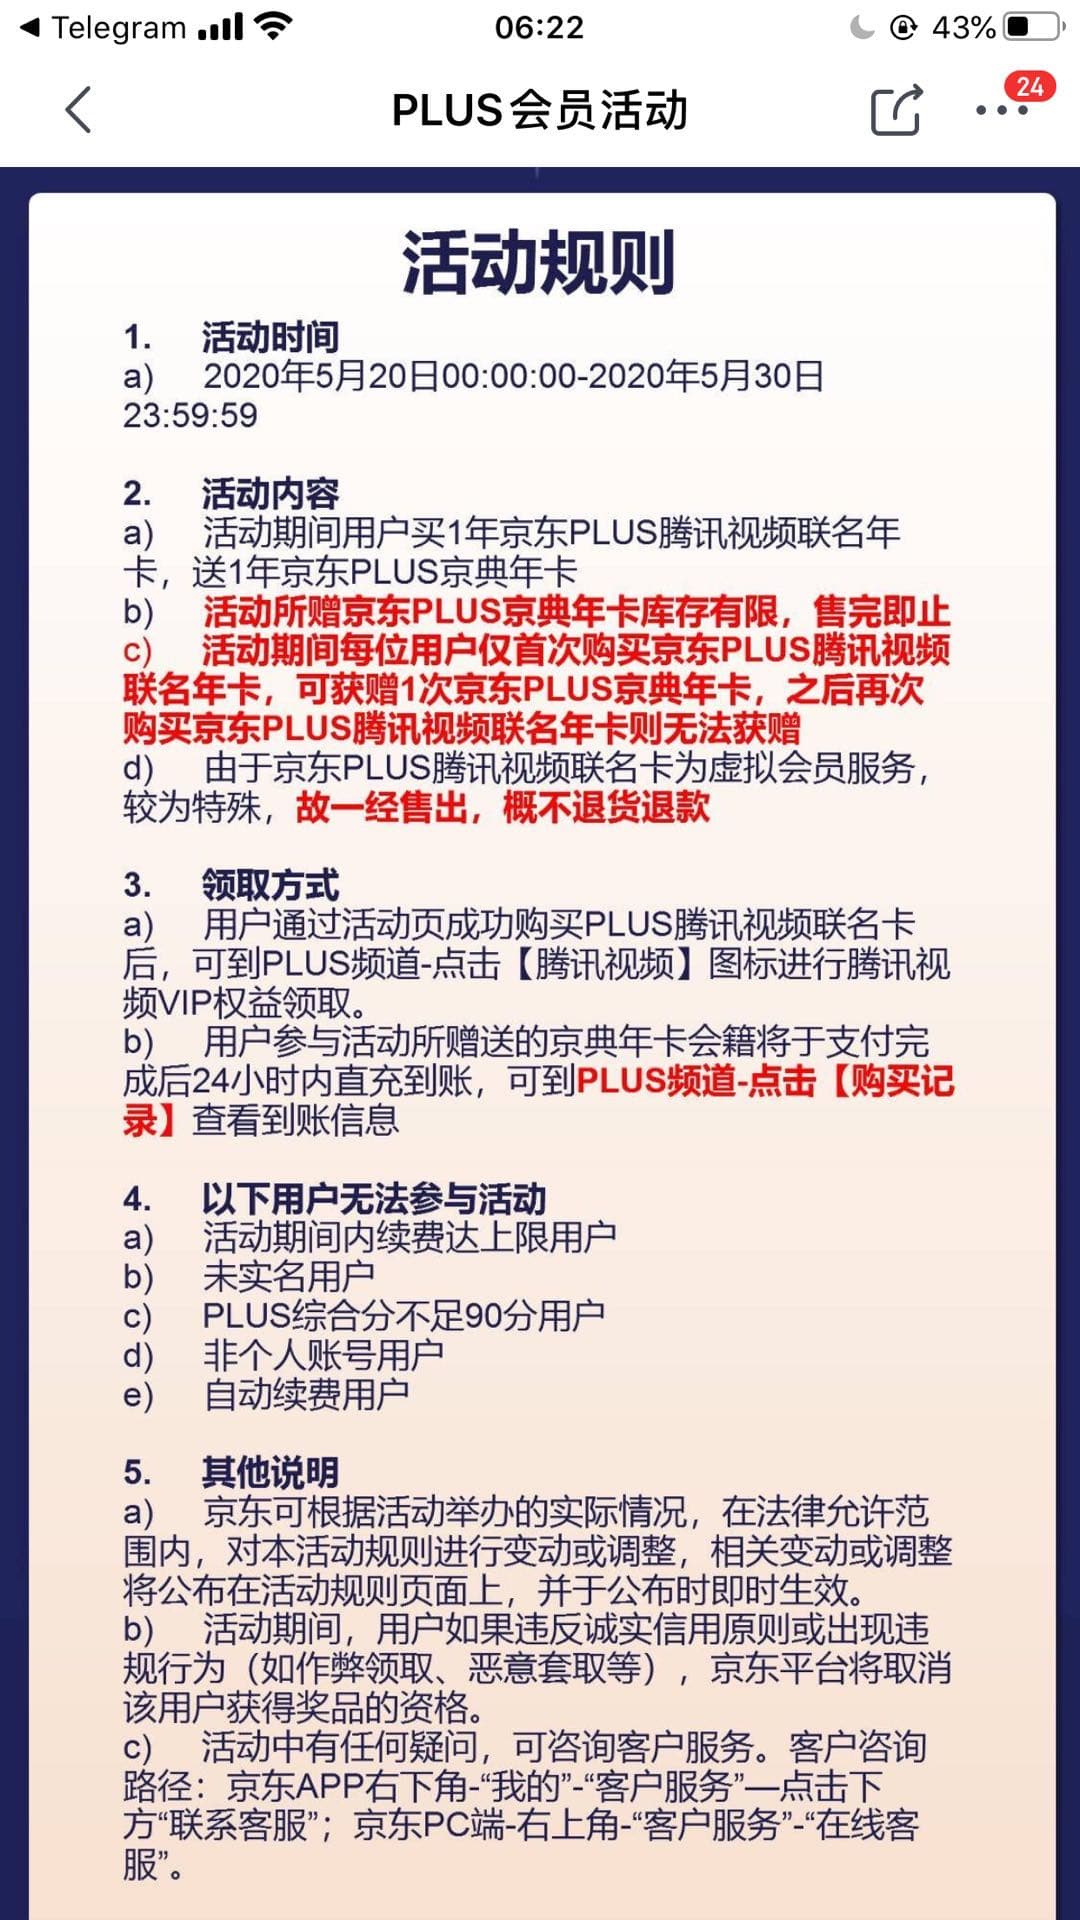 ◀ Telegram 06:22 43%
PLUS会员活动 24
活动规则
1. 活动时间
a) 2020年5月20日00:00:00-2020年5月30日
23:59:59
2. 活动内容
a) 活动期间用户买1年京东PLUS腾讯视频联名年
卡，送1年京东PLUS京典年卡
b) 活动所赠京东PLUS京典年卡库存有限，售完即止
c) 活动期间每位用户仅首次购买京东PLUS腾讯视频
联名年卡，可获赠1次京东PLUS京典年卡，之后再次
购买京东PLUS腾讯视频联名年卡则无法获赠
d) 由于京东PLUS腾讯视频联名卡为虚拟会员服务，
较为特殊，故一经售出，概不退货退款
3. 领取方式
a) 用户通过活动页成功购买PLUS腾讯视频联名卡
后，可到PLUS频道-点击【腾讯视频】图标进行腾讯视
频VIP权益领取。
b) 用户参与活动所赠送的京典年卡会籍将于支付完
成后24小时内直充到账，可到PLUS频道-点击【购买记
录】查看到账信息
4. 以下用户无法参与活动
a) 活动期间内续费达上限用户
b) 未实名用户
c) PLUS综合分不足90分用户
d) 非个人账号用户
e) 自动续费用户
5. 其他说明
a) 京东可根据活动举办的实际情况，在法律允许范
围内，对本活动规则进行变动或调整，相关变动或调整
将公布在活动规则页面上，并于公布时即时生效。
b) 活动期间，用户如果违反诚实信用原则或出现违
规行为（如作弊领取、恶意套取等），京东平台将取消
该用户获得奖品的资格。
c) 活动中有任何疑问，可咨询客户服务。客户咨询
路径：京东APP右下角-“我的”-“客户服务”—点击下
方“联系客服”；京东PC端-右上角-“客户服务”-“在线客
服”。